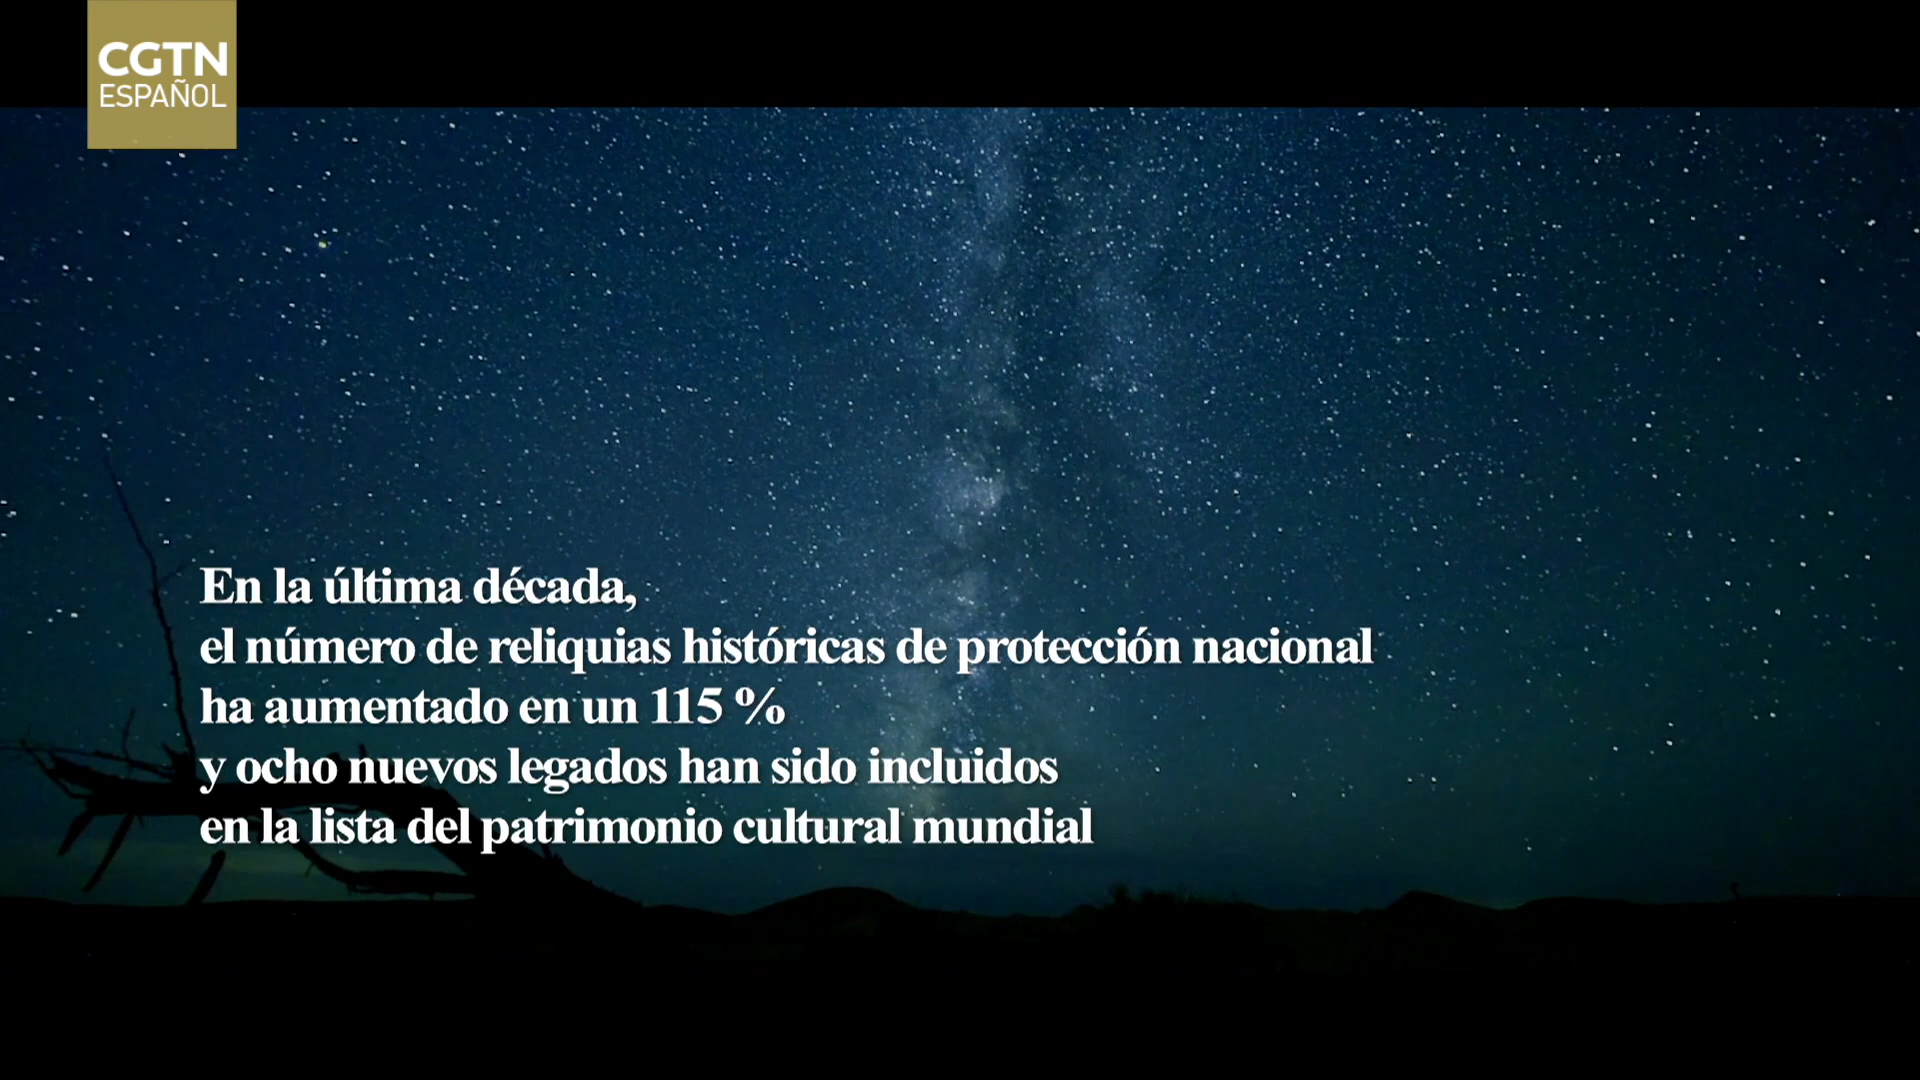 CGTN
ESPAÑOL
En la última década,
el número de reliquias históricas de protección nacional
ha aumentado en un 115 %
y ocho nuevos legados han sido incluidos
en la lista del patrimonio cultural mundial